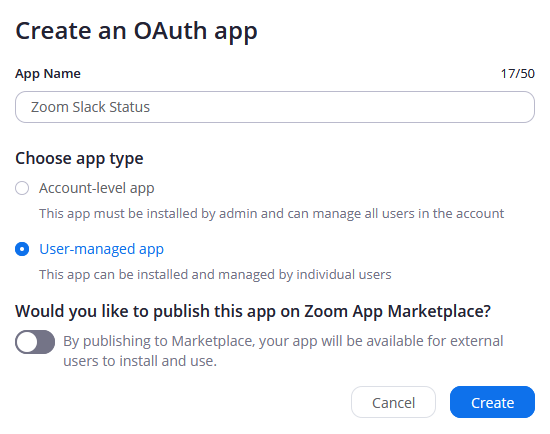 Create an OAuth app
App Name 17/50
Zoom Slack Status
Choose app type
Account-level app
This app must be installed by admin and can manage all users in the account
User-managed app
This app can be installed and managed by individual users
Would you like to publish this app on Zoom App Marketplace?
By publishing to Marketplace, your app will be available for external
users to install and use.
Cancel Create